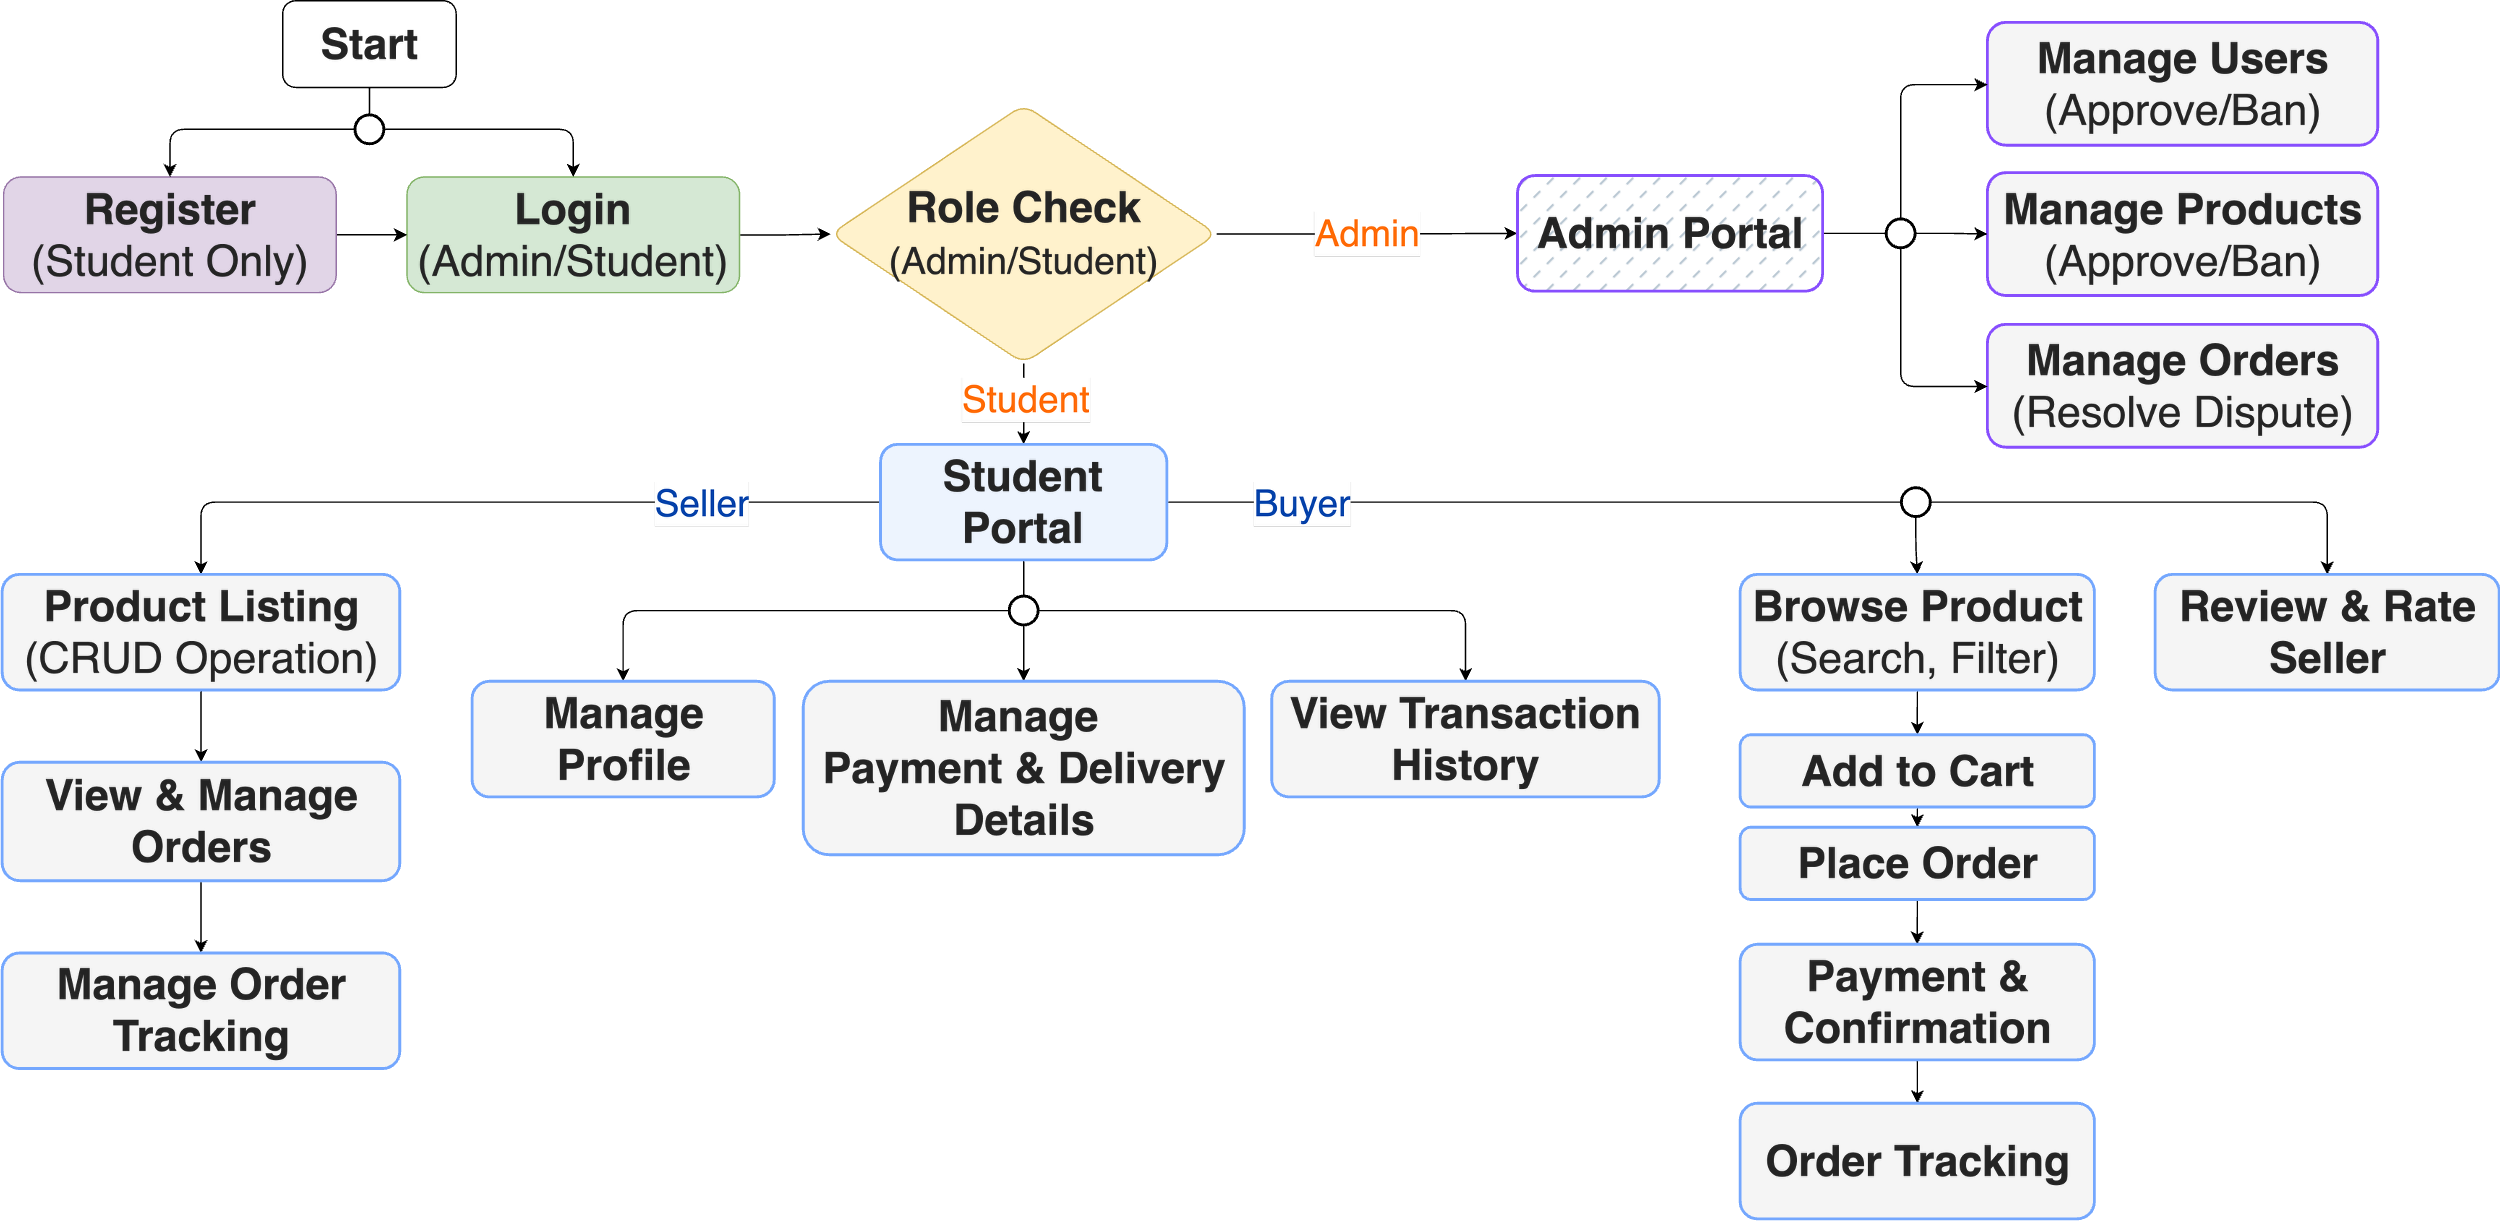 Start
Register
(Student Only)
Login
(Admin/Student)
Role Check
(Admin/Student)
Admin
Admin Portal
Manage Users
(Approve/Ban)
Manage Products
(Approve/Ban)
Manage Orders
(Resolve Dispute)
Student
Student
Portal
Seller
Buyer
Product Listing
(CRUD Operation)
View & Manage
Orders
Manage Order
Tracking
Manage
Profile
Manage
Payment & Delivery
Details
View Transaction
History
Browse Product
(Search, Filter)
Add to Cart
Place Order
Payment &
Confirmation
Order Tracking
Review & Rate
Seller